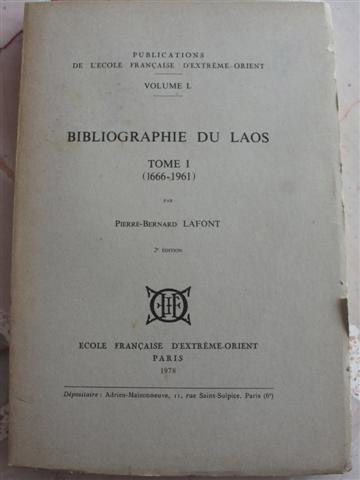 PUBLICATIONS
DE L'ECOLE FRANÇAISE D'EXTRÊME-ORIENT
VOLUME L
BIBLIOGRAPHIE DU LAOS
TOME I
(1666-1961)
PAR
PIERRE-BERNARD LAFONT
2e ÉDITION
ECOLE FRANÇAISE D'EXTRÊME-ORIENT
PARIS
1978
Dépositaire : Adrien-Maisonneuve, 11, rue Saint-Sulpice, Paris (6e)